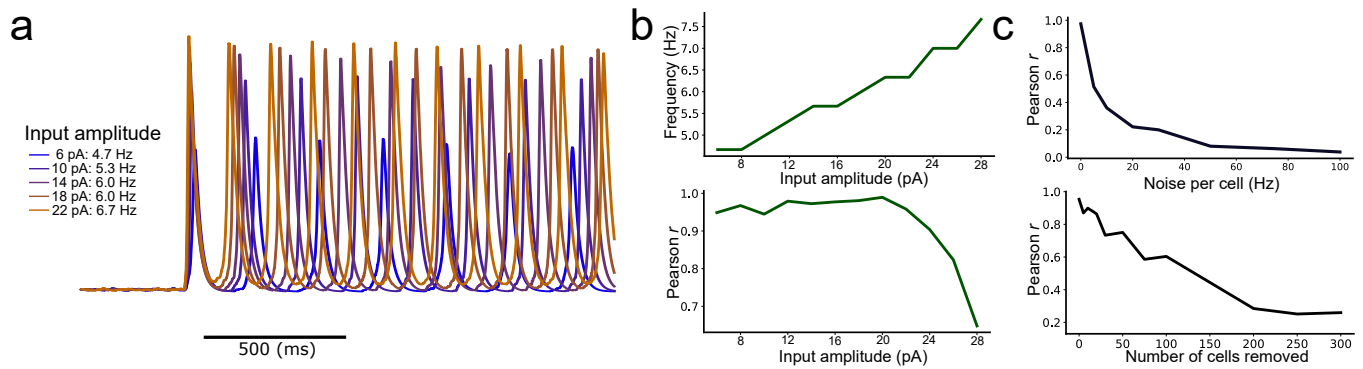 a
Input amplitude
6 pA: 4.7 Hz
10 pA: 5.3 Hz
14 pA: 6.0 Hz
18 pA: 6.0 Hz
22 pA: 6.7 Hz
500 (ms)
b
Frequency (Hz)
7.5
7.0
6.5
6.0
5.5
5.0
8 12 16 20 24 28
Input amplitude (pA)
Pearson r
1.0
0.9
0.8
0.7
8 12 16 20 24 28
Input amplitude (pA)
c
Pearson r
1.0
0.8
0.6
0.4
0.2
0.0
0 20 40 60 80 100
Noise per cell (Hz)
Pearson r
1.0
0.8
0.6
0.4
0.2
0 50 100 150 200 250 300
Number of cells removed